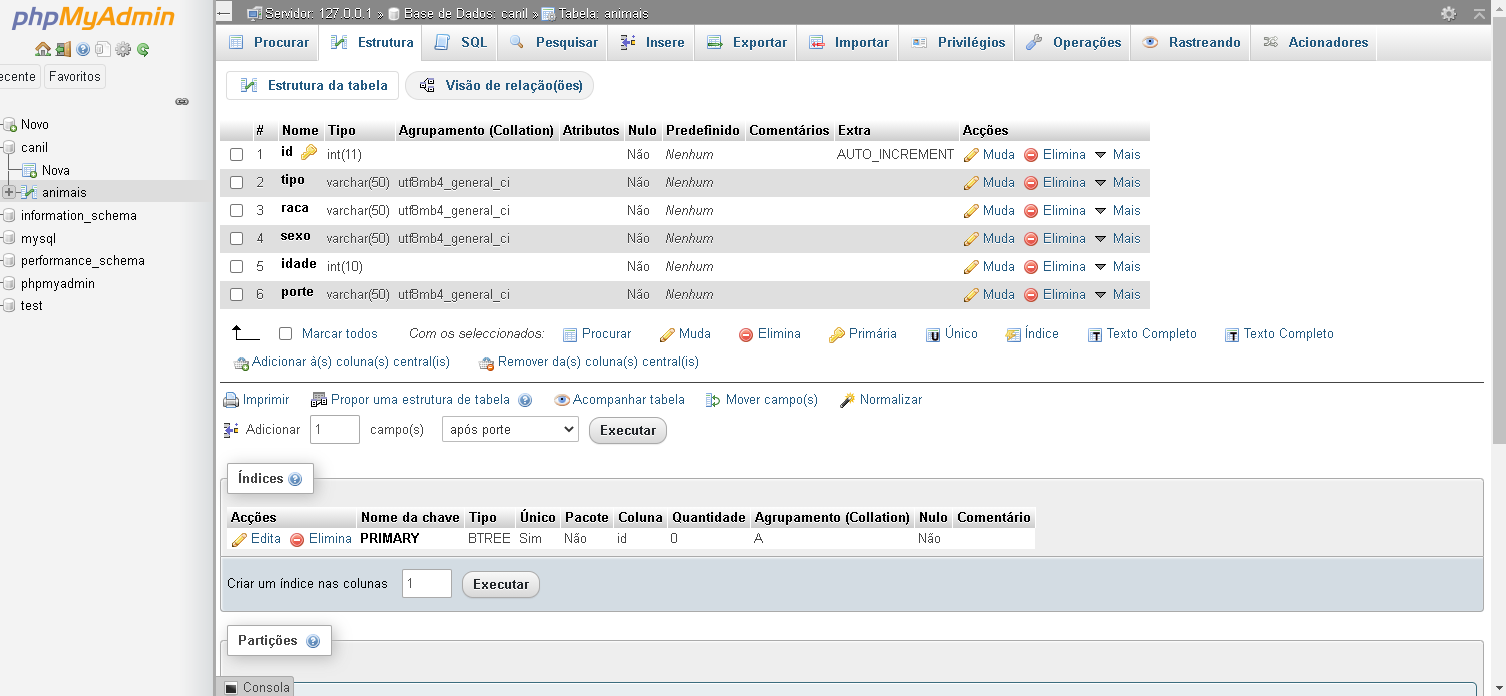 phpMyAdmin
ecente Favoritos
Novo
canil
Nova
animais
information_schema
mysql
performance_schema
phpmyadmin
test
Servidor: 127.0.0.1 » Base de Dados: canil » Tabela: animais
Procurar Estrutura SQL Pesquisar Insere Exportar Importar Privilégios Operações Rastreando Acionadores
Estrutura da tabela Visão de relação(ões)
# Nome Tipo Agrupamento (Collation) Atributos Nulo Predefinido Comentários Extra Acções
1 id int(11) Não Nenhum AUTO_INCREMENT Muda Elimina Mais
2 tipo varchar(50) utf8mb4_general_ci Não Nenhum Muda Elimina Mais
3 raca varchar(50) utf8mb4_general_ci Não Nenhum Muda Elimina Mais
4 sexo varchar(50) utf8mb4_general_ci Não Nenhum Muda Elimina Mais
5 idade int(10) Não Nenhum Muda Elimina Mais
6 porte varchar(50) utf8mb4_general_ci Não Nenhum Muda Elimina Mais
Marcar todos Com os seleccionados: Procurar Muda Elimina Primária Único Índice Texto Completo Texto Completo
Adicionar à(s) coluna(s) central(is) Remover da(s) coluna(s) central(is)
Imprimir Propor uma estrutura de tabela Acompanhar tabela Mover campo(s) Normalizar
Adicionar 1 campo(s) após porte Executar
Índices
Acções Nome da chave Tipo Único Pacote Coluna Quantidade Agrupamento (Collation) Nulo Comentário
Edita Elimina PRIMARY BTREE Sim Não id 0 A Não
Criar um índice nas colunas 1 Executar
Partições
Consola